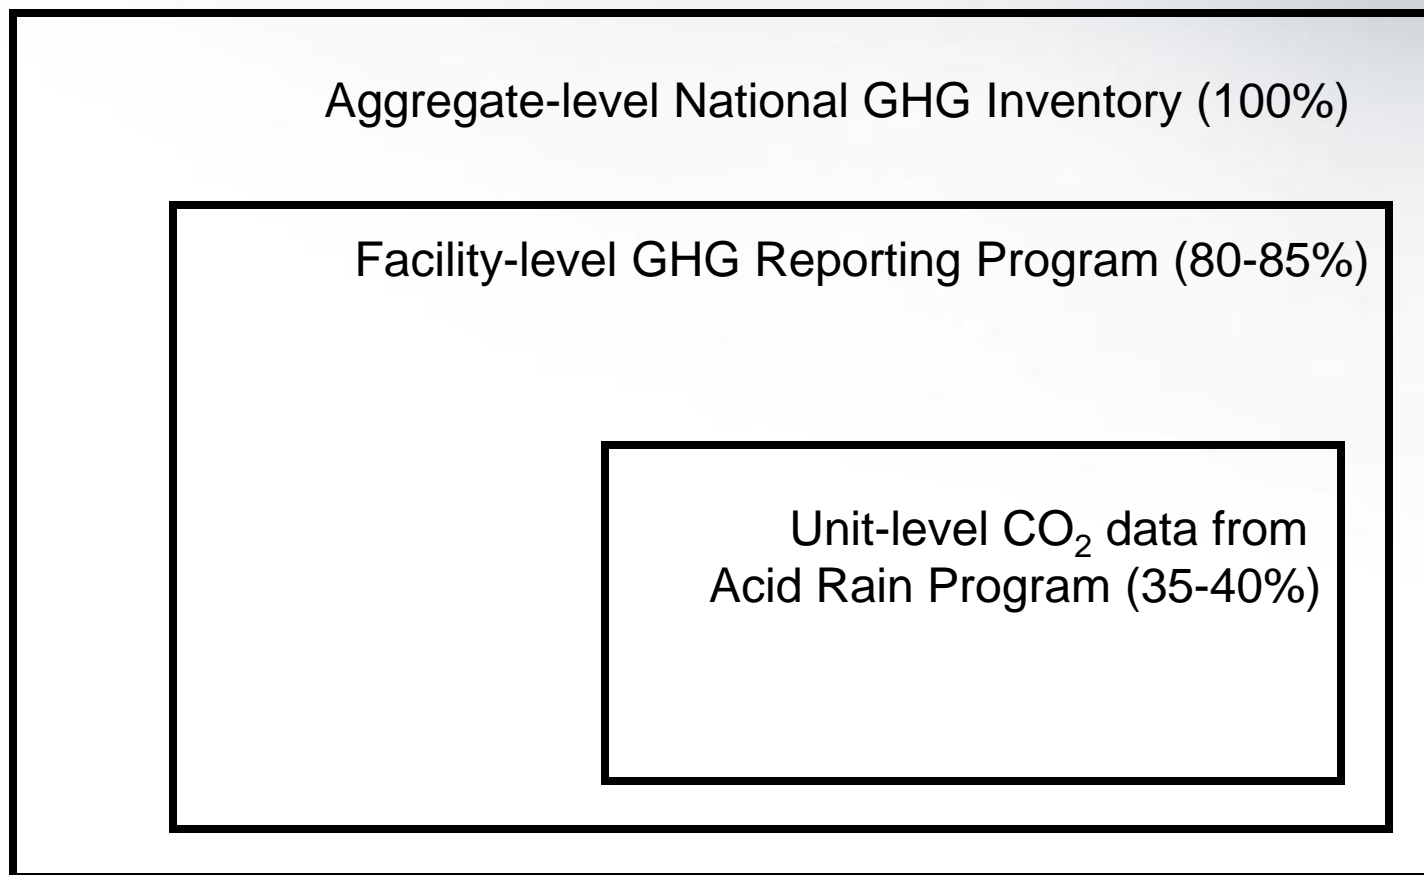 Aggregate-level National GHG Inventory (100%)
Facility-level GHG Reporting Program (80-85%)
Unit-level CO₂ data from
Acid Rain Program (35-40%)